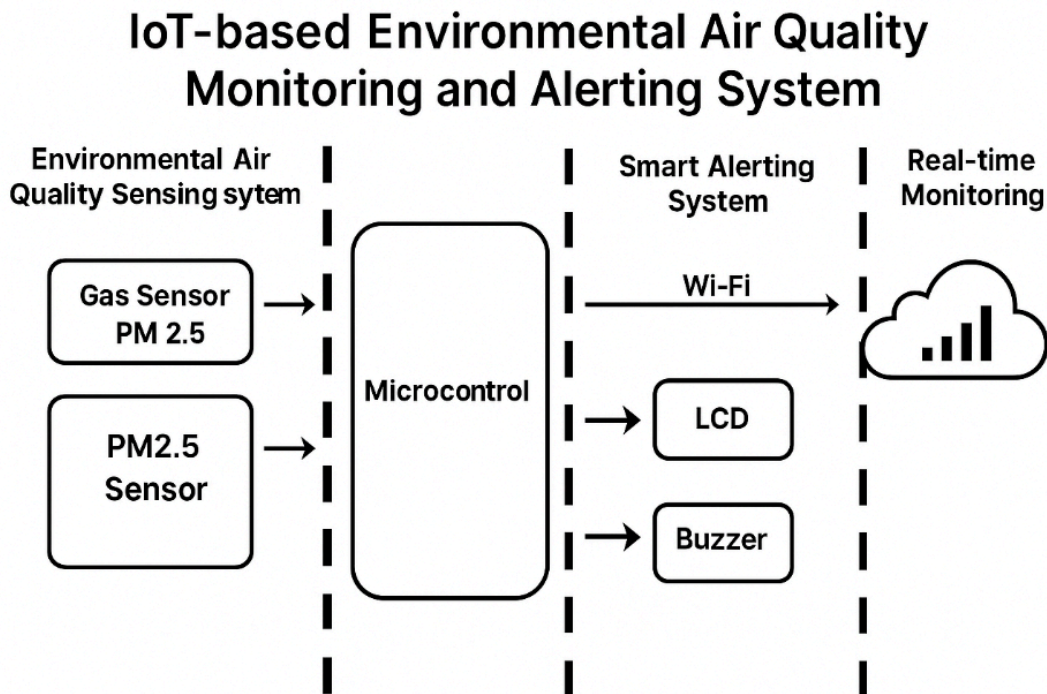 IoT-based Environmental Air Quality
Monitoring and Alerting System
Environmental Air
Quality Sensing sytem
Gas Sensor
PM 2.5
PM2.5
Sensor
Microcontrol
Smart Alerting
System
Wi-Fi
LCD
Buzzer
Real-time
Monitoring